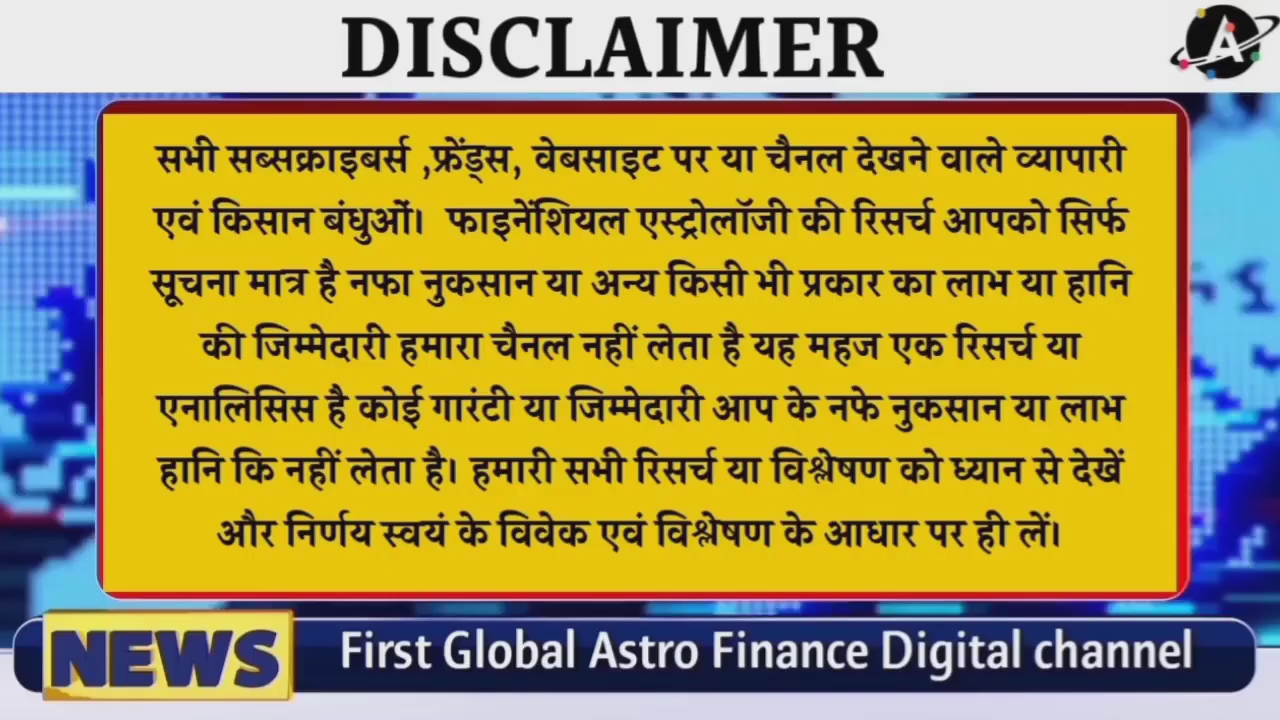 DISCLAIMER
A
सभी सब्सक्राइबर्स ,फ्रेंड्स, वेबसाइट पर या चैनल देखने वाले व्यापारी
एवं किसान बंधुओं। फाइनेंशियल एस्ट्रोलॉजी की रिसर्च आपको सिर्फ
सूचना मात्र है नफा नुकसान या अन्य किसी भी प्रकार का लाभ या हानि
की जिम्मेदारी हमारा चैनल नहीं लेता है यह महज एक रिसर्च या
एनालिसिस है कोई गारंटी या जिम्मेदारी आप के नफे नुकसान या लाभ
हानि कि नहीं लेता है। हमारी सभी रिसर्च या विश्लेषण को ध्यान से देखें
और निर्णय स्वयं के विवेक एवं विश्लेषण के आधार पर ही लें।
NEWS
First Global Astro Finance Digital channel